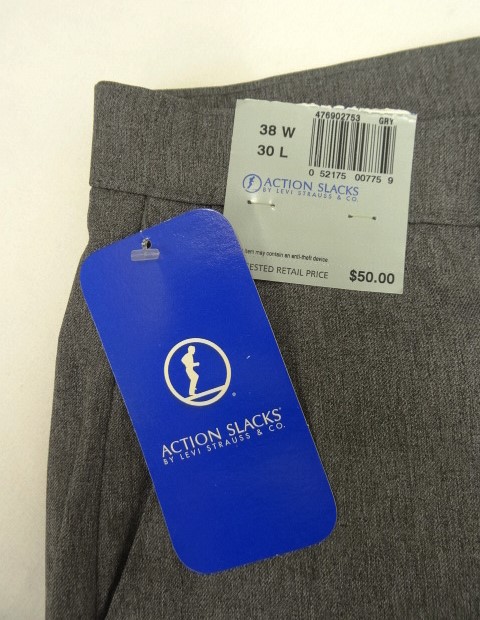 476902753 GRY
38 W
30 L
0 52175 00775 9
ACTION SLACKS
BY LEVI STRAUSS & CO.
item may contain an anti-theft device
ESTED RETAIL PRICE $50.00
ACTION SLACKS®
BY LEVI STRAUSS & CO.